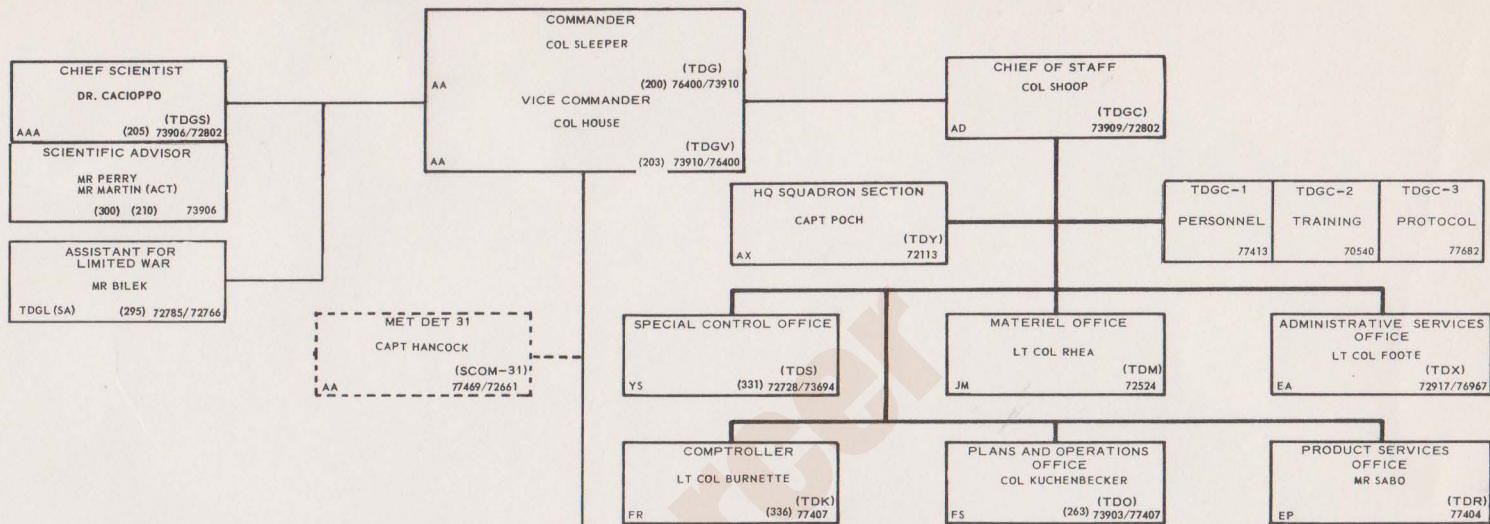 COMMANDER
COL SLEEPER
(TDG)
AA (200) 76400/73910
VICE COMMANDER
COL HOUSE
(TDGV)
AA (203) 73910/76400
CHIEF SCIENTIST
DR. CACIOPPO
(TDGS)
AAA (205) 73906/72802
SCIENTIFIC ADVISOR
MR PERRY
MR MARTIN (ACT)
(300) (210) 73906
ASSISTANT FOR
LIMITED WAR
MR BILEK
TDGL (SA) (295) 72785/72766
CHIEF OF STAFF
COL SHOOP
(TDGC)
AD 73909/72802
HQ SQUADRON SECTION
CAPT POCH
(TDY)
AX 72113
TDGC-1
PERSONNEL
77413
TDGC-2
TRAINING
70540
TDGC-3
PROTOCOL
77682
MET DET 31
CAPT HANCOCK
(SCOM-31)
AA 77469/72661
SPECIAL CONTROL OFFICE
(TDS)
YS (331) 72728/73694
MATERIEL OFFICE
LT COL RHEA
(TDM)
JM 72524
ADMINISTRATIVE SERVICES
OFFICE
LT COL FOOTE
(TDX)
EA 72917/76967
COMPTROLLER
LT COL BURNETTE
(TDK)
FR (336) 77407
PLANS AND OPERATIONS
OFFICE
COL KUCHENBECKER
(TDO)
FS (263) 73903/77407
PRODUCT SERVICES
OFFICE
MR SABO
(TDR)
EP 77404